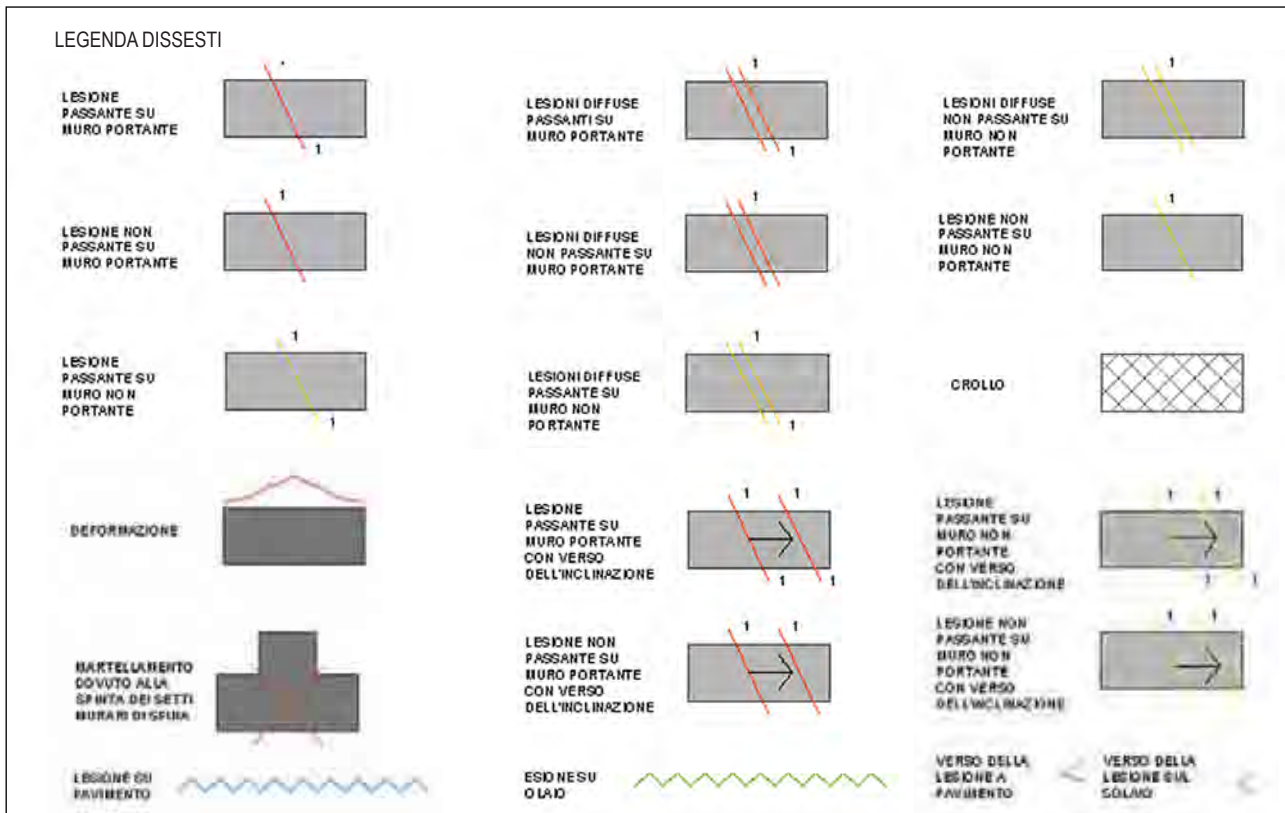 LEGENDA DISSESTI
LESIONE
PASSANTE SU
MURO PORTANTE
1
LESIONI DIFFUSE
PASSANTI SU
MURO PORTANTE
1
1
LESIONI DIFFUSE
NON PASSANTE SU
MURO NON
PORTANTE
1
LESIONE NON
PASSANTE SU
MURO PORTANTE
1
LESIONI DIFFUSE
NON PASSANTE SU
MURO PORTANTE
1
LESIONE NON
PASSANTE SU
MURO NON
PORTANTE
1
LESIONE
PASSANTE SU
MURO NON
PORTANTE
1
1
LESIONI DIFFUSE
PASSANTE SU
MURO NON
PORTANTE
1
1
CROLLO
DEFORMAZIONE
LESIONE
PASSANTE SU
MURO PORTANTE
CON VERSO
DELL'INCLINAZIONE
1 1
1 1
LESIONE
PASSANTE SU
MURO NON
PORTANTE
CON VERSO
DELL'INCLINAZIONE
1 1
1 1
MARTELLAMENTO
DOVUTO ALLA
SPINTA DEI SETTI
MURARI DI SPINA
LESIONE NON
PASSANTE SU
MURO PORTANTE
CON VERSO
DELL'INCLINAZIONE
1 1
LESIONE NON
PASSANTE SU
MURO NON
PORTANTE
CON VERSO
DELL'INCLINAZIONE
1 1
LESIONE SU
PAVIMENTO
ESIONE SU
OLAIO
VERSO DELLA
LESIONE A
PAVIMENTO
VERSO DELLA
LESIONE SUL
SOLAIO